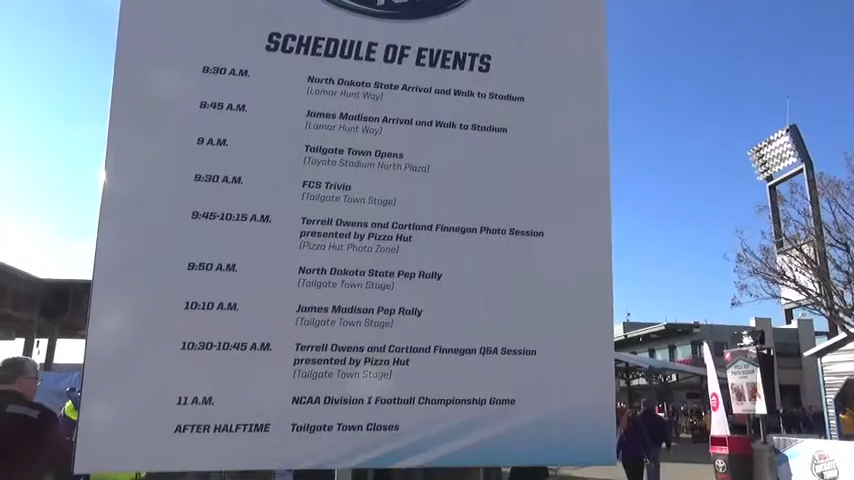 SCHEDULE OF EVENTS
8:30 A.M. North Dakota State Arrival and Walk to Stadium
(Lamar Hunt Way)
8:45 A.M. James Madison Arrival and Walk to Stadium
(Lamar Hunt Way)
9 A.M. Tailgate Town Opens
(Toyota Stadium North Plaza)
9:30 A.M. FCS Trivia
(Tailgate Town Stage)
9:45-10:15 A.M. Terrell Owens and Cortland Finnegan Photo Session
presented by Pizza Hut
(Pizza Hut Photo Zone)
9:50 A.M. North Dakota State Pep Rally
(Tailgate Town Stage)
10:10 A.M. James Madison Pep Rally
(Tailgate Town Stage)
10:30-10:45 A.M. Terrell Owens and Cortland Finnegan Q&A Session
presented by Pizza Hut
(Tailgate Town Stage)
11 A.M. NCAA Division 1 Football Championship Game
AFTER HALFTIME Tailgate Town Closes